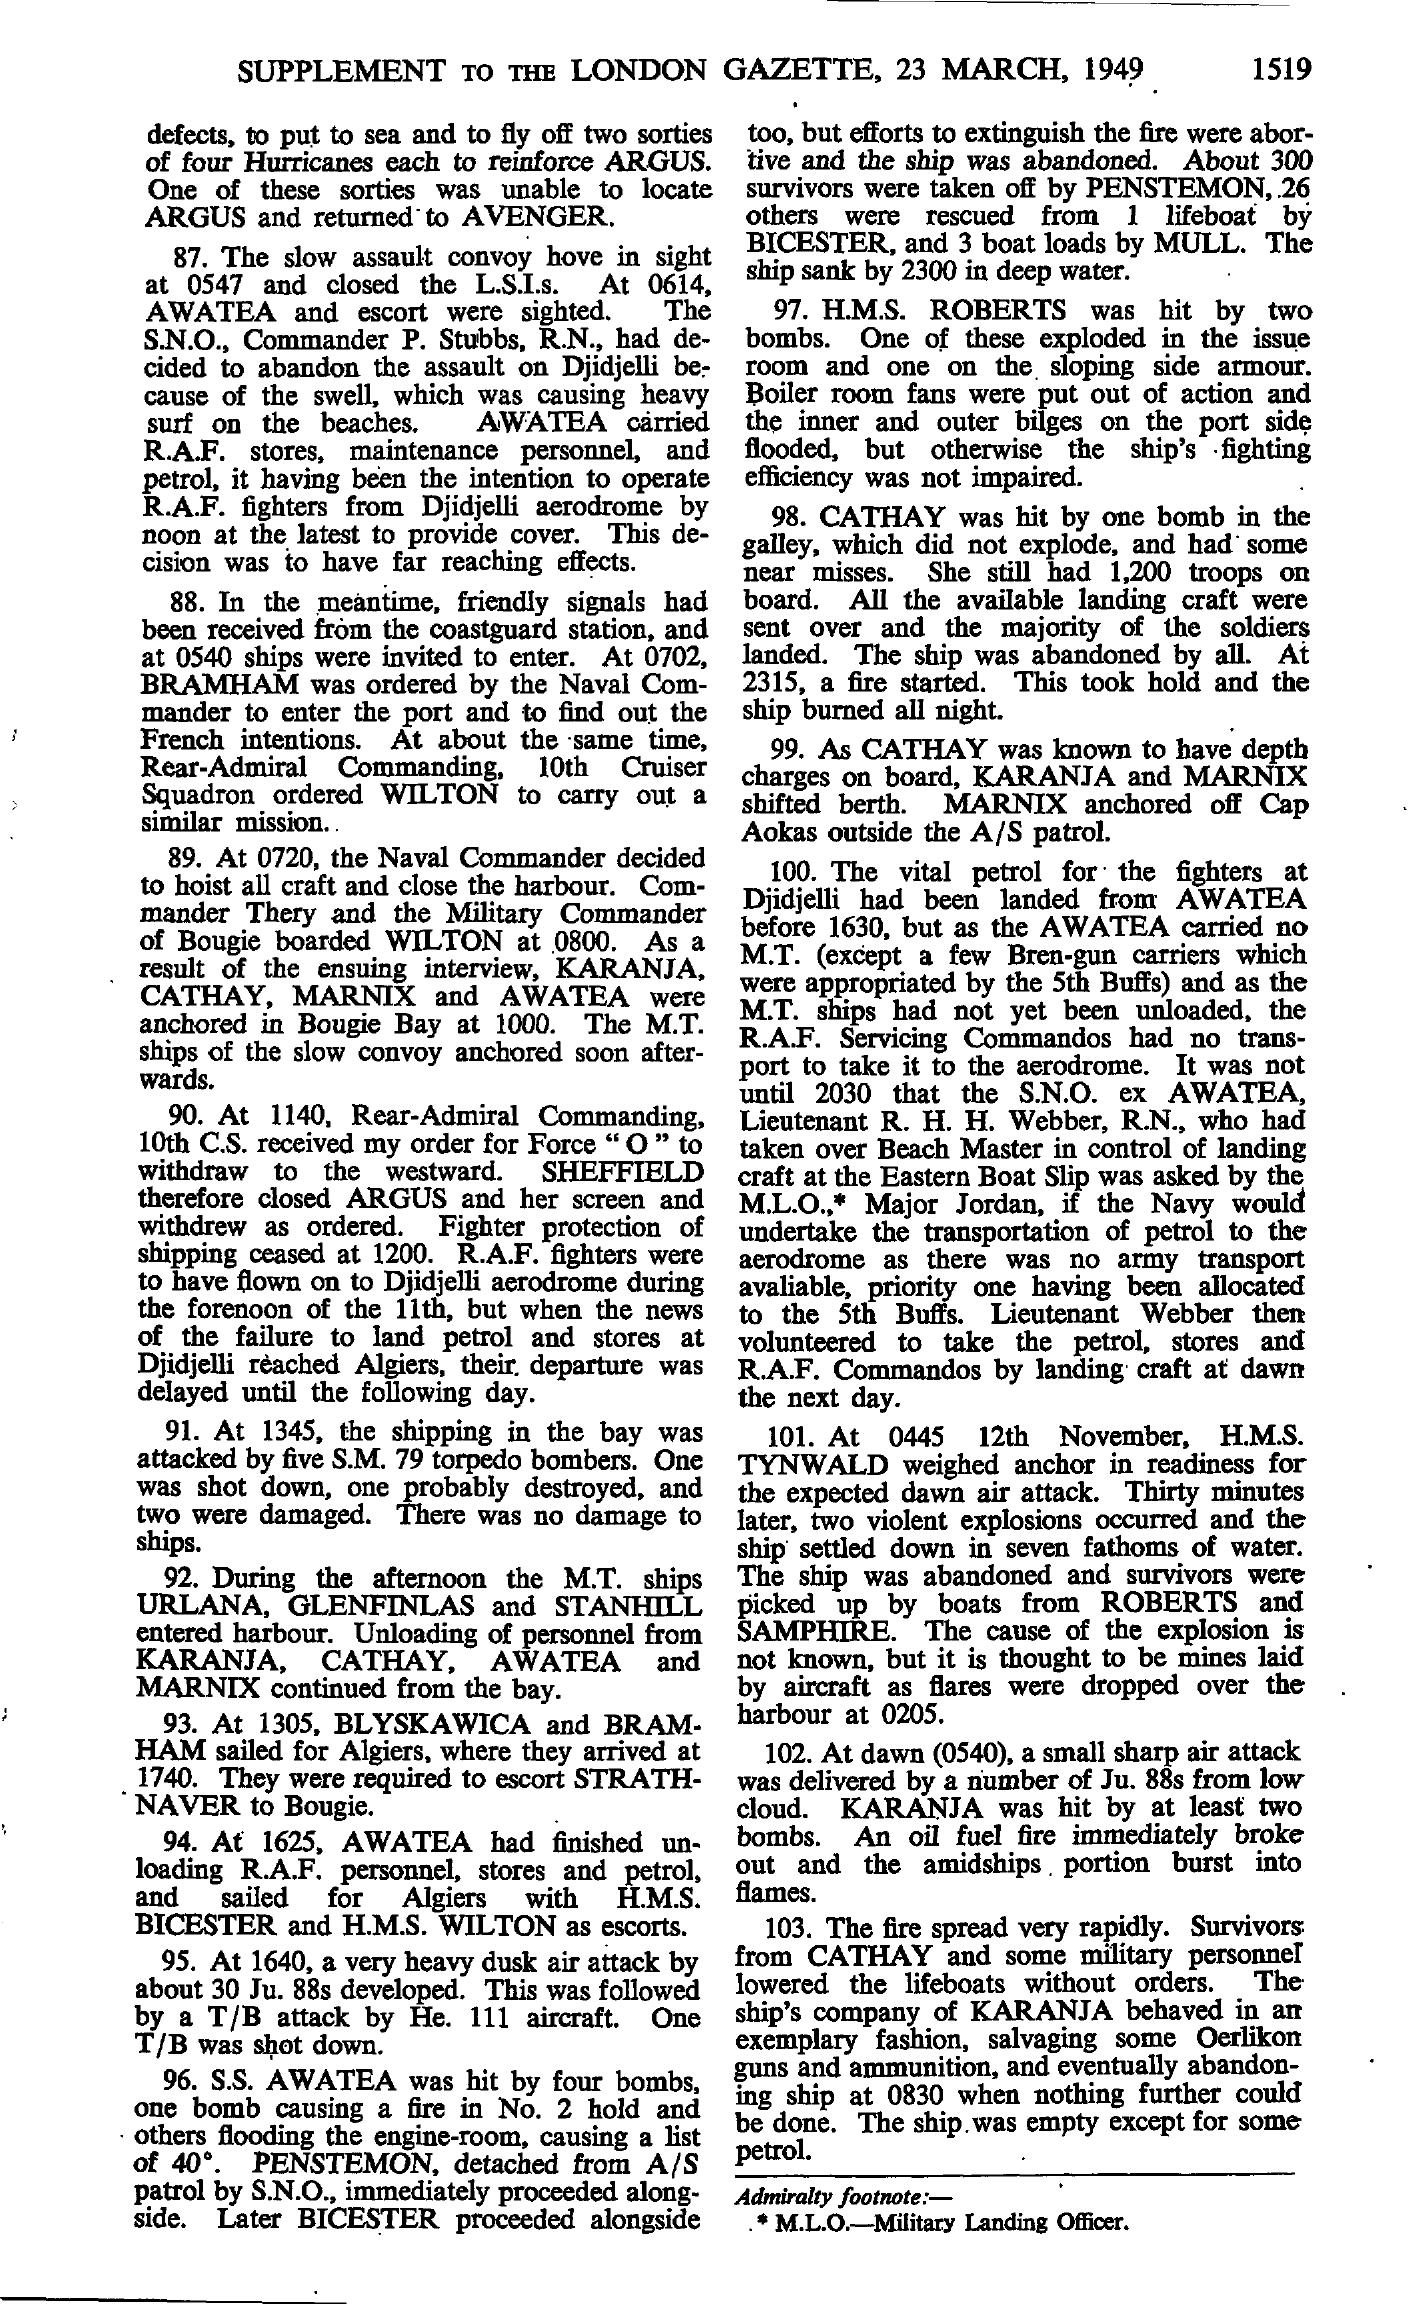 SUPPLEMENT TO THE LONDON GAZETTE, 23 MARCH, 1949 1519
defects, to put to sea and to fly off two sorties
of four Hurricanes each to reinforce ARGUS.
One of these sorties was unable to locate
ARGUS and returned to AVENGER.
87. The slow assault convoy hove in sight
at 0547 and closed the L.S.I.s. At 0614,
AWATEA and escort were sighted. The
S.N.O., Commander P. Stubbs, R.N., had de-
cided to abandon the assault on Djidjelli be-
cause of the swell, which was causing heavy
surf on the beaches. AWATEA carried
R.A.F. stores, maintenance personnel, and
petrol, it having been the intention to operate
R.A.F. fighters from Djidjelli aerodrome by
noon at the latest to provide cover. This de-
cision was to have far reaching effects.
88. In the meantime, friendly signals had
been received from the coastguard station, and
at 0540 ships were invited to enter. At 0702,
BRAMHAM was ordered by the Naval Com-
mander to enter the port and to find out the
French intentions. At about the same time,
Rear-Admiral Commanding, 10th Cruiser
Squadron ordered WILTON to carry out a
similar mission.
89. At 0720, the Naval Commander decided
to hoist all craft and close the harbour. Com-
mander Thery and the Military Commander
of Bougie boarded WILTON at 0800. As a
result of the ensuing interview, KARANJA,
CATHAY, MARNIX and AWATEA were
anchored in Bougie Bay at 1000. The M.T.
ships of the slow convoy anchored soon after-
wards.
90. At 1140, Rear-Admiral Commanding,
10th C.S. received my order for Force “ O ” to
withdraw to the westward. SHEFFIELD
therefore closed ARGUS and her screen and
withdrew as ordered. Fighter protection of
shipping ceased at 1200. R.A.F. fighters were
to have flown on to Djidjelli aerodrome during
the forenoon of the 11th, but when the news
of the failure to land petrol and stores at
Djidjelli reached Algiers, their departure was
delayed until the following day.
91. At 1345, the shipping in the bay was
attacked by five S.M. 79 torpedo bombers. One
was shot down, one probably destroyed, and
two were damaged. There was no damage to
ships.
92. During the afternoon the M.T. ships
URLANA, GLENFINLAS and STANHILL
entered harbour. Unloading of personnel from
KARANJA, CATHAY, AWATEA and
MARNIX continued from the bay.
93. At 1305, BLYSKAWICA and BRAM-
HAM sailed for Algiers, where they arrived at
1740. They were required to escort STRATH-
NAVER to Bougie.
94. At 1625, AWATEA had finished un-
loading R.A.F. personnel, stores and petrol,
and sailed for Algiers with H.M.S.
BICESTER and H.M.S. WILTON as escorts.
95. At 1640, a very heavy dusk air attack by
about 30 Ju. 88s developed. This was followed
by a T/B attack by He. 111 aircraft. One
T/B was shot down.
96. S.S. AWATEA was hit by four bombs,
one bomb causing a fire in No. 2 hold and
others flooding the engine-room, causing a list
of 40°. PENSTEMON, detached from A/S
patrol by S.N.O., immediately proceeded along-
side. Later BICESTER proceeded alongside
too, but efforts to extinguish the fire were abor-
tive and the ship was abandoned. About 300
survivors were taken off by PENSTEMON, 26
others were rescued from 1 lifeboat by
BICESTER, and 3 boat loads by MULL. The
ship sank by 2300 in deep water.
97. H.M.S. ROBERTS was hit by two
bombs. One of these exploded in the issue
room and one on the sloping side armour.
Boiler room fans were put out of action and
the inner and outer bilges on the port side
flooded, but otherwise the ship's fighting
efficiency was not impaired.
98. CATHAY was hit by one bomb in the
galley, which did not explode, and had some
near misses. She still had 1,200 troops on
board. All the available landing craft were
sent over and the majority of the soldiers
landed. The ship was abandoned by all. At
2315, a fire started. This took hold and the
ship burned all night.
99. As CATHAY was known to have depth
charges on board, KARANJA and MARNIX
shifted berth. MARNIX anchored off Cap
Aokas outside the A/S patrol.
100. The vital petrol for the fighters at
Djidjelli had been landed from AWATEA
before 1630, but as the AWATEA carried no
M.T. (except a few Bren-gun carriers which
were appropriated by the 5th Buffs) and as the
M.T. ships had not yet been unloaded, the
R.A.F. Servicing Commandos had no trans-
port to take it to the aerodrome. It was not
until 2030 that the S.N.O. ex AWATEA,
Lieutenant R. H. H. Webber, R.N., who had
taken over Beach Master in control of landing
craft at the Eastern Boat Slip was asked by the
M.L.O.,* Major Jordan, if the Navy would
undertake the transportation of petrol to the
aerodrome as there was no army transport
avaliable, priority one having been allocated
to the 5th Buffs. Lieutenant Webber then
volunteered to take the petrol, stores and
R.A.F. Commandos by landing craft at dawn
the next day.
101. At 0445 12th November, H.M.S.
TYNWALD weighed anchor in readiness for
the expected dawn air attack. Thirty minutes
later, two violent explosions occurred and the
ship settled down in seven fathoms of water.
The ship was abandoned and survivors were
picked up by boats from ROBERTS and
SAMPHIRE. The cause of the explosion is
not known, but it is thought to be mines laid
by aircraft as flares were dropped over the
harbour at 0205.
102. At dawn (0540), a small sharp air attack
was delivered by a number of Ju. 88s from low
cloud. KARANJA was hit by at least two
bombs. An oil fuel fire immediately broke
out and the amidships portion burst into
flames.
103. The fire spread very rapidly. Survivors
from CATHAY and some military personnel
lowered the lifeboats without orders. The
ship's company of KARANJA behaved in an
exemplary fashion, salvaging some Oerlikon
guns and ammunition, and eventually abandon-
ing ship at 0830 when nothing further could
be done. The ship was empty except for some
petrol.
Admiralty footnote:—
* M.L.O.—Military Landing Officer.